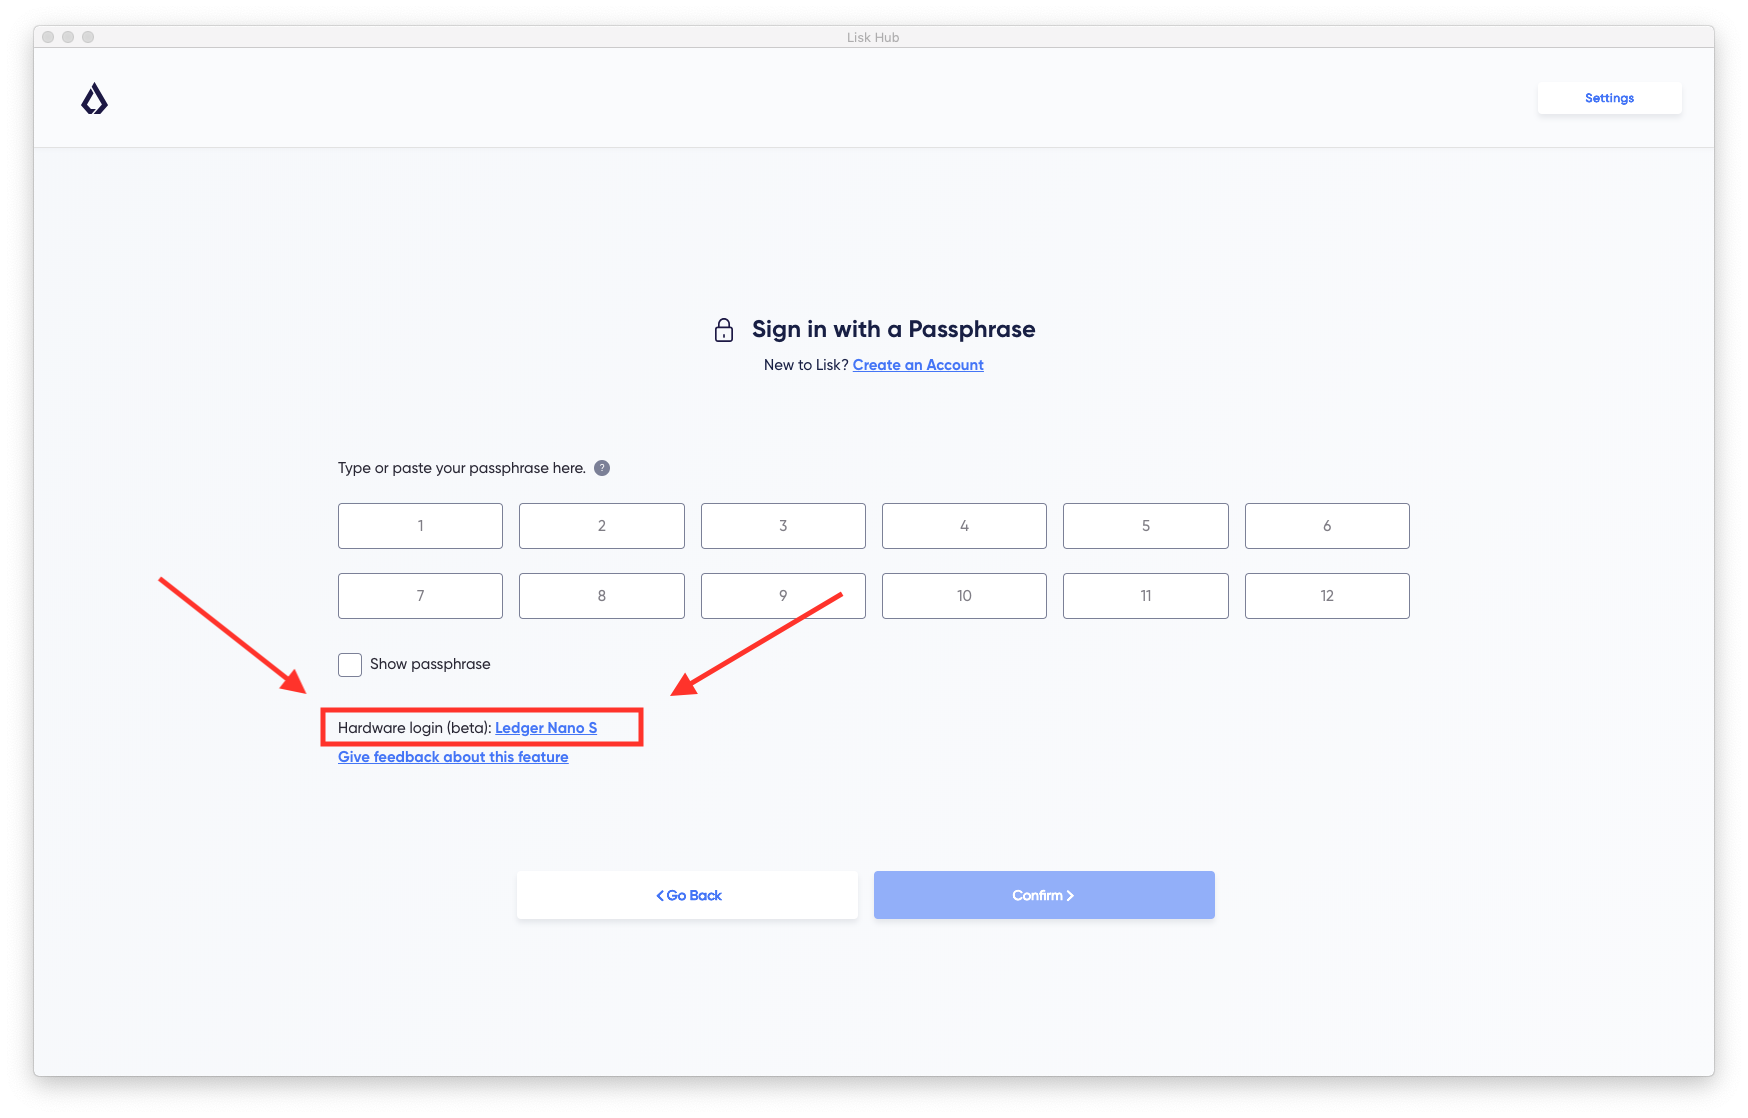 Lisk Hub
Settings
Sign in with a Passphrase
New to Lisk? Create an Account
Type or paste your passphrase here. ?
1 2 3 4 5 6
7 8 9 10 11 12
Show passphrase
Hardware login (beta): Ledger Nano S
Give feedback about this feature
Go Back Confirm